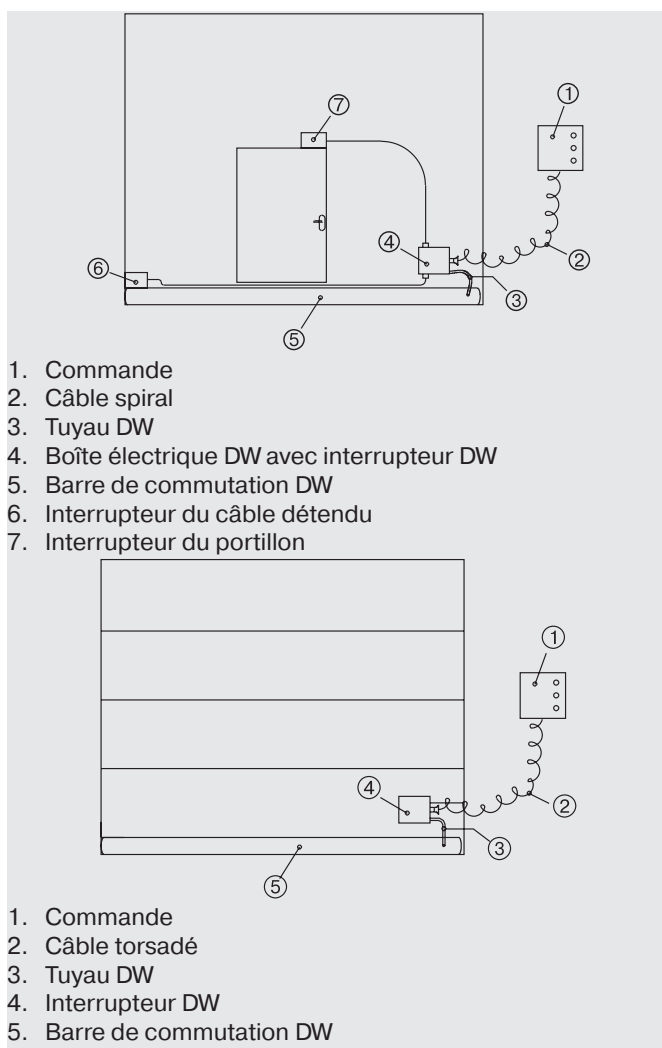 ⑦
①
④
⑥
②
③
⑤
1. Commande
2. Câble spiral
3. Tuyau DW
4. Boîte électrique DW avec interrupteur DW
5. Barre de commutation DW
6. Interrupteur du câble détendu
7. Interrupteur du portillon
①
④
②
③
⑤
1. Commande
2. Câble torsadé
3. Tuyau DW
4. Interrupteur DW
5. Barre de commutation DW